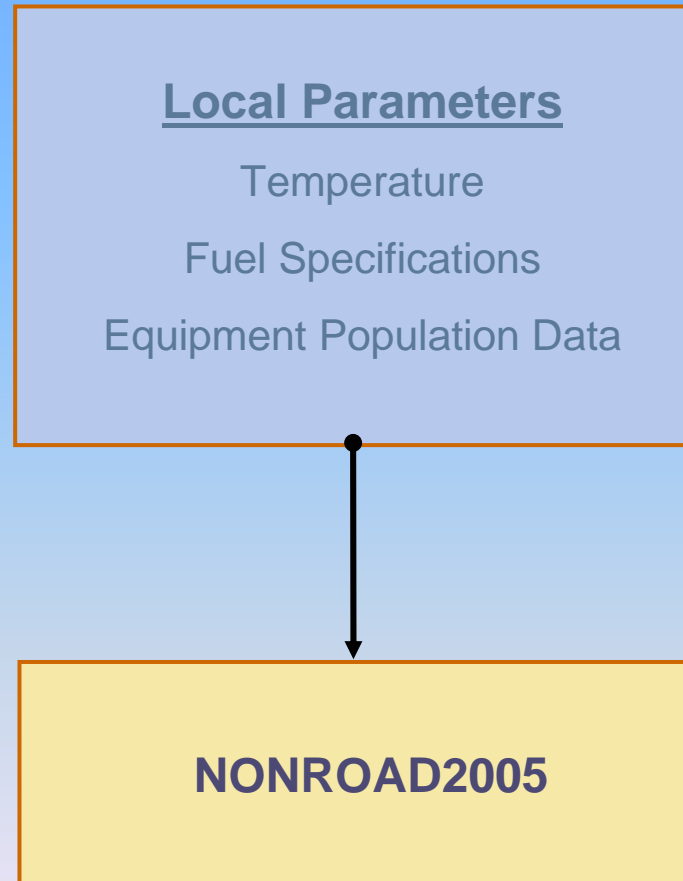 Local Parameters
Temperature
Fuel Specifications
Equipment Population Data
NONROAD2005